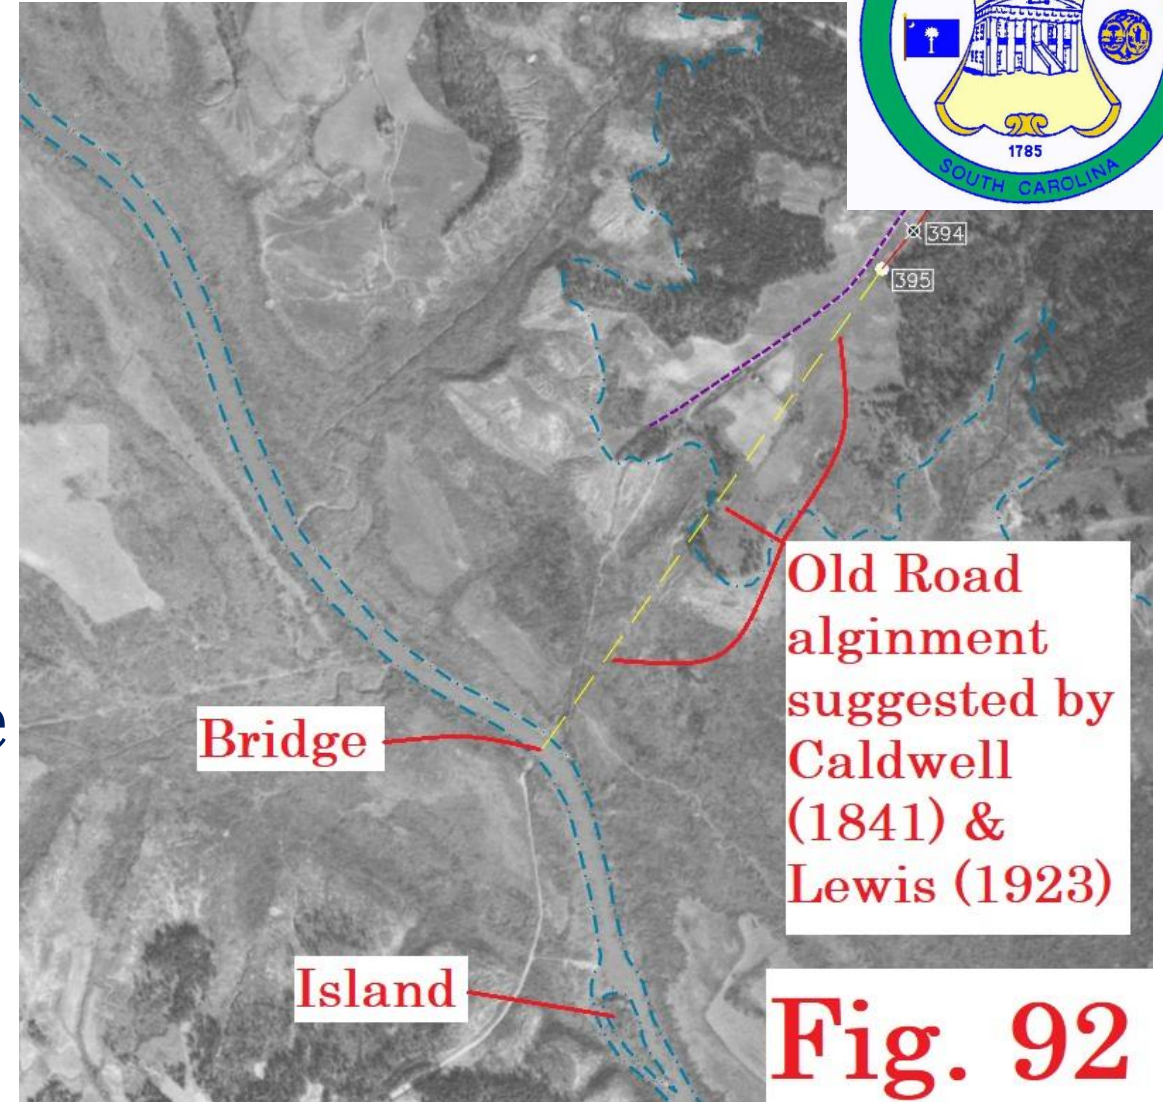 1785
SOUTH CAROLINA
394
395
e
Old Road
alginment
suggested by
Caldwell
(1841) &
Lewis (1923)
Bridge
Island
Fig. 92